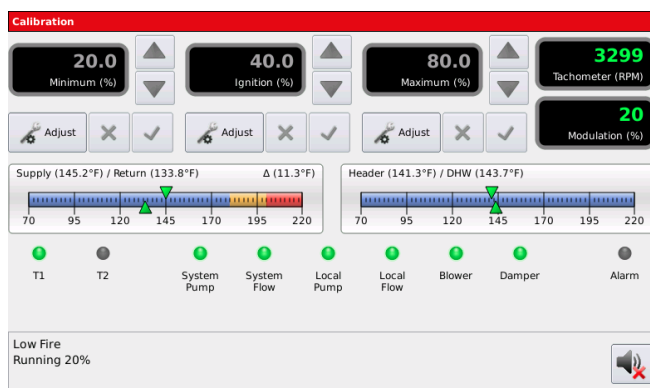 Calibration
20.0
Minimum (%)
40.0
Ignition (%)
80.0
Maximum (%)
3299
Tachometer (RPM)
20
Modulation (%)
Adjust
Adjust
Adjust
Supply (145.2°F) / Return (133.8°F) Δ (11.3°F)
70 95 120 145 170 195 220
Header (141.3°F) / DHW (143.7°F)
70 95 120 145 170 195 220
T1
T2
System
Pump
System
Flow
Local
Pump
Local
Flow
Blower
Damper
Alarm
Low Fire
Running 20%